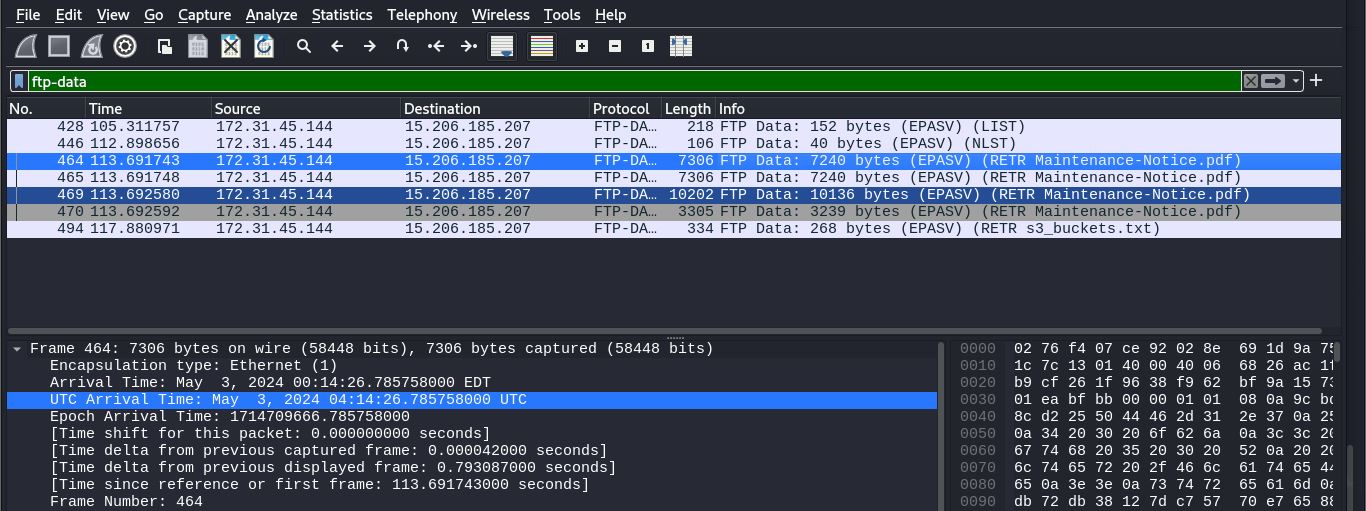 File Edit View Go Capture Analyze Statistics Telephony Wireless Tools Help
ftp-data
No. Time Source Destination Protocol Length Info
428 105.311757 172.31.45.144 15.206.185.207 FTP-DA… 218 FTP Data: 152 bytes (EPASV) (LIST)
446 112.898656 172.31.45.144 15.206.185.207 FTP-DA… 106 FTP Data: 40 bytes (EPASV) (NLST)
464 113.691743 172.31.45.144 15.206.185.207 FTP-DA… 7306 FTP Data: 7240 bytes (EPASV) (RETR Maintenance-Notice.pdf)
465 113.691748 172.31.45.144 15.206.185.207 FTP-DA… 7306 FTP Data: 7240 bytes (EPASV) (RETR Maintenance-Notice.pdf)
469 113.692580 172.31.45.144 15.206.185.207 FTP-DA… 10202 FTP Data: 10136 bytes (EPASV) (RETR Maintenance-Notice.pdf)
470 113.692592 172.31.45.144 15.206.185.207 FTP-DA… 3305 FTP Data: 3239 bytes (EPASV) (RETR Maintenance-Notice.pdf)
494 117.880971 172.31.45.144 15.206.185.207 FTP-DA… 334 FTP Data: 268 bytes (EPASV) (RETR s3_buckets.txt)
Frame 464: 7306 bytes on wire (58448 bits), 7306 bytes captured (58448 bits)
Encapsulation type: Ethernet (1)
Arrival Time: May  3, 2024 00:14:26.785758000 EDT
UTC Arrival Time: May  3, 2024 04:14:26.785758000 UTC
Epoch Arrival Time: 1714709666.785758000
[Time shift for this packet: 0.000000000 seconds]
[Time delta from previous captured frame: 0.000042000 seconds]
[Time delta from previous displayed frame: 0.793087000 seconds]
[Time since reference or first frame: 113.691743000 seconds]
Frame Number: 464
0000 02 76 f4 07 ce 92 02 8e 69 1d 9a 75
0010 1c 7c 13 01 40 00 40 06 68 26 ac 1f
0020 b9 cf 26 1f 96 38 f9 62 bf 9a 15 73
0030 01 ea bf bb 00 00 01 01 08 0a 9c
0040 8c d2 25 50 44 46 2d 31 2e 37 0a 25
0050 0a 34 20 30 20 6f 62 6a 0a 3c 3c 20
0060 67 74 68 20 35 20 30 20 52 0a 20 20
0070 6c 74 65 72 20 2f 46 6c 61 74 65 44
0080 65 0a 3e 3e 0a 73 74 72 65 61 6d 0a
0090 db 72 db 38 12 7d c7 57 70 e7 65 88